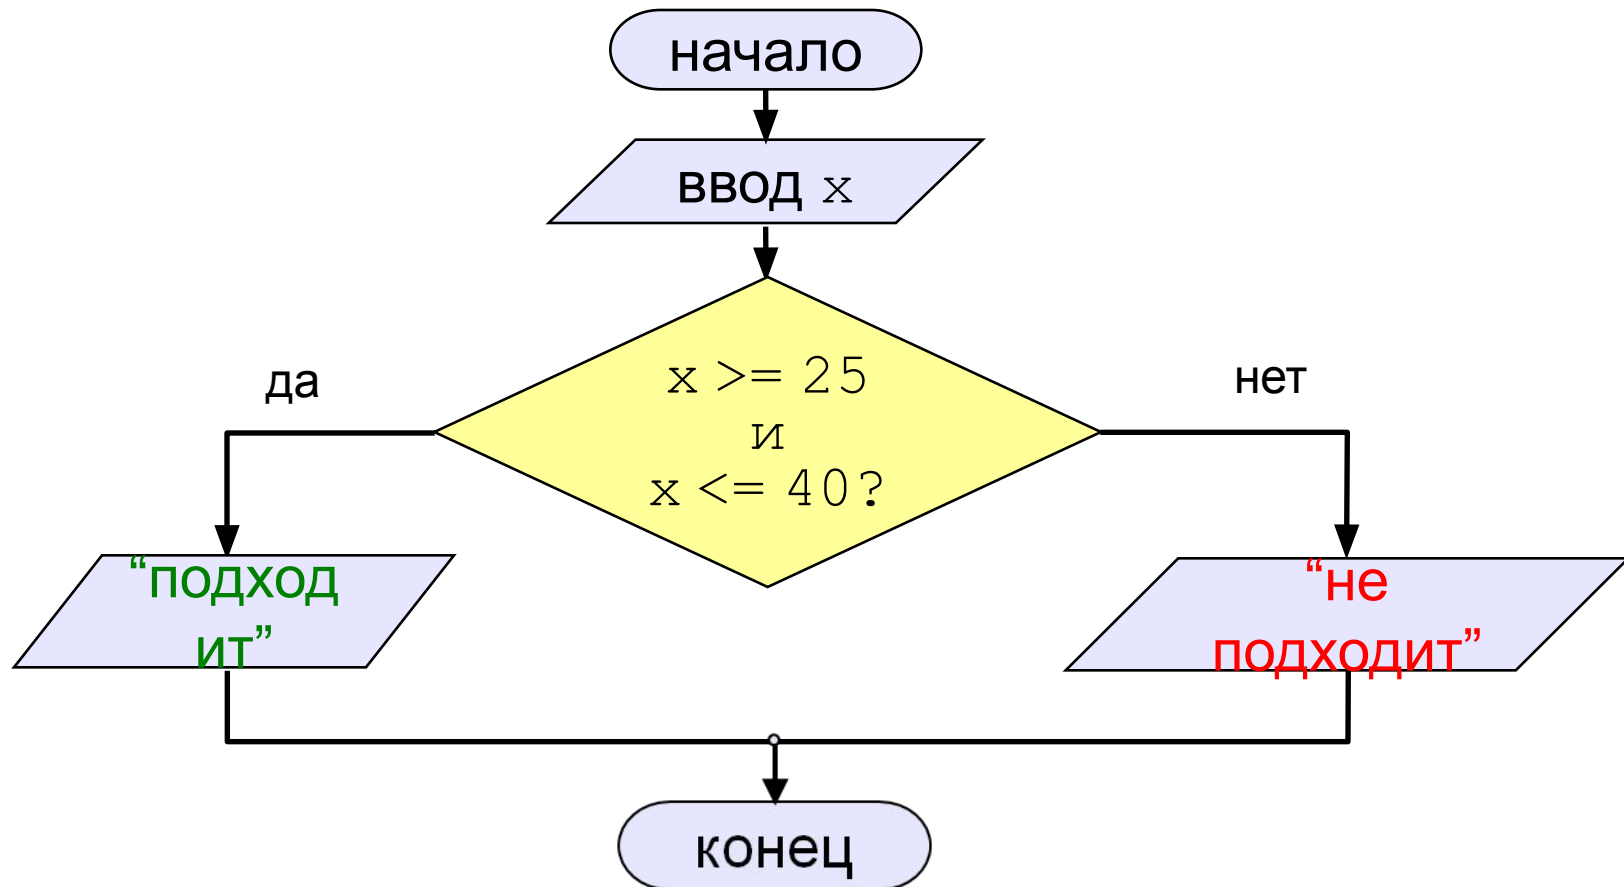 начало
ввод x
x >= 25
и
x <= 40?
да
нет
“подход
ит”
“не
подходит”
конец